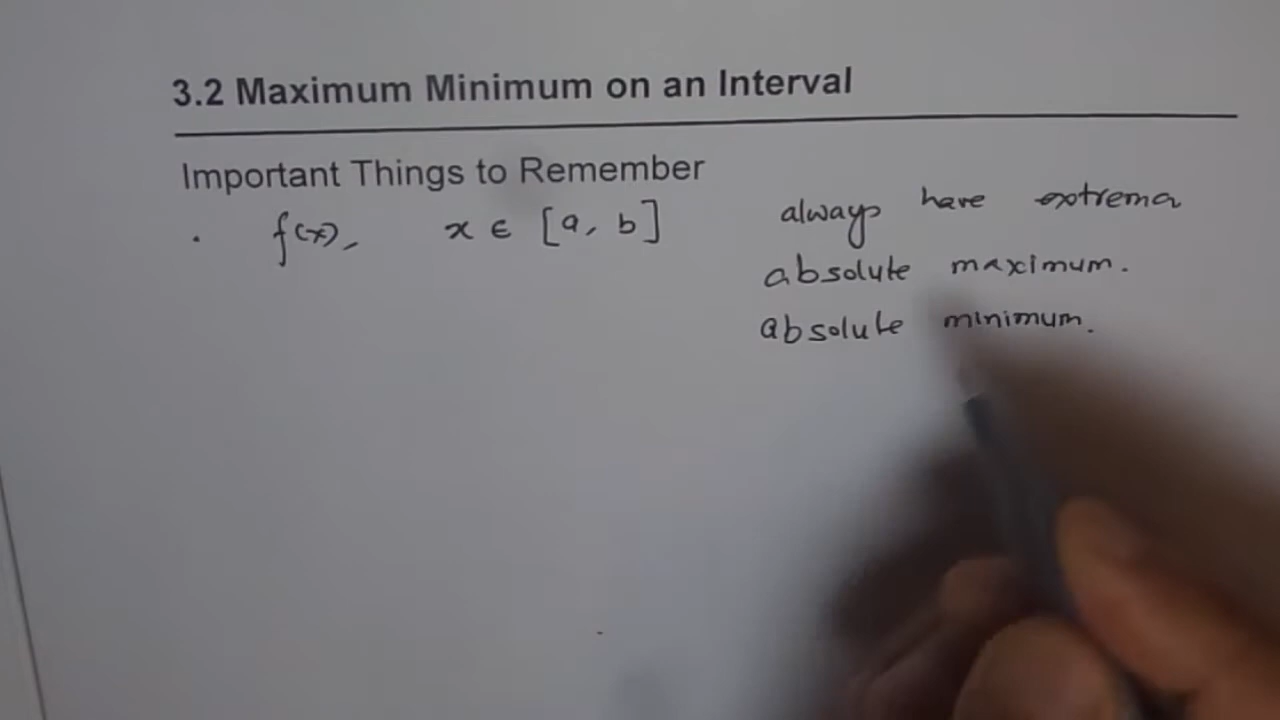 3.2 Maximum Minimum on an Interval
Important Things to Remember
. f(x), x ∈ [a, b] always have extrema
absolute maximum.
absolute minimum.